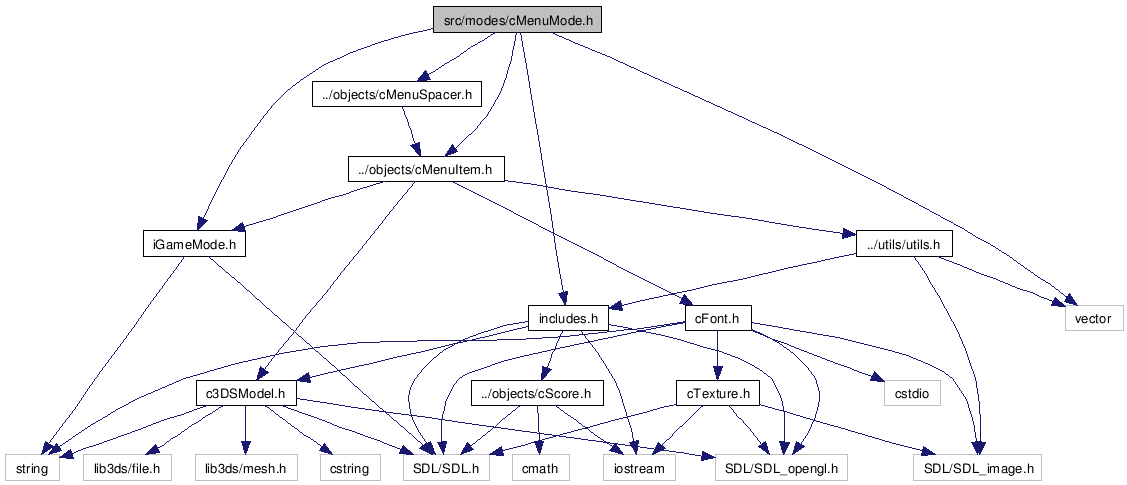 src/modes/cMenuMode.h
../objects/cMenuSpacer.h
../objects/cMenuItem.h
iGameMode.h
../utils/utils.h
includes.h
cFont.h
vector
c3DSModel.h
../objects/cScore.h
cTexture.h
cstdio
string
lib3ds/file.h
lib3ds/mesh.h
cstring
SDL/SDL.h
cmath
iostream
SDL/SDL_opengl.h
SDL/SDL_image.h